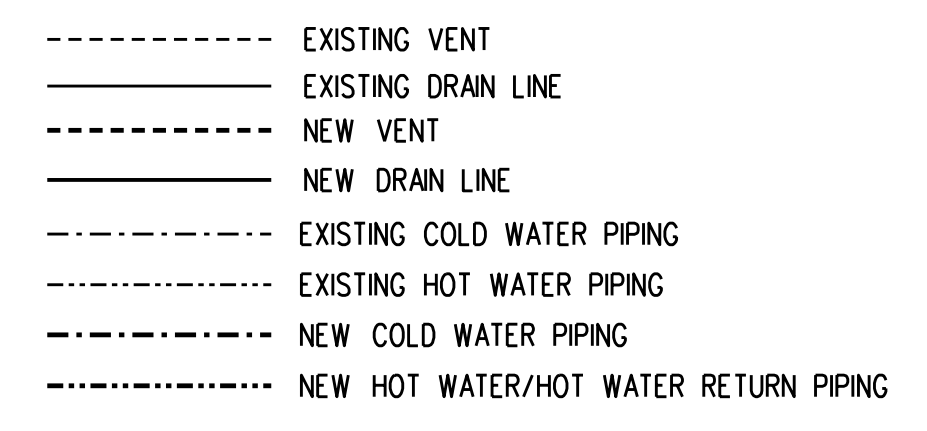 EXISTING VENT
EXISTING DRAIN LINE
NEW VENT
NEW DRAIN LINE
EXISTING COLD WATER PIPING
EXISTING HOT WATER PIPING
NEW COLD WATER PIPING
NEW HOT WATER/HOT WATER RETURN PIPING